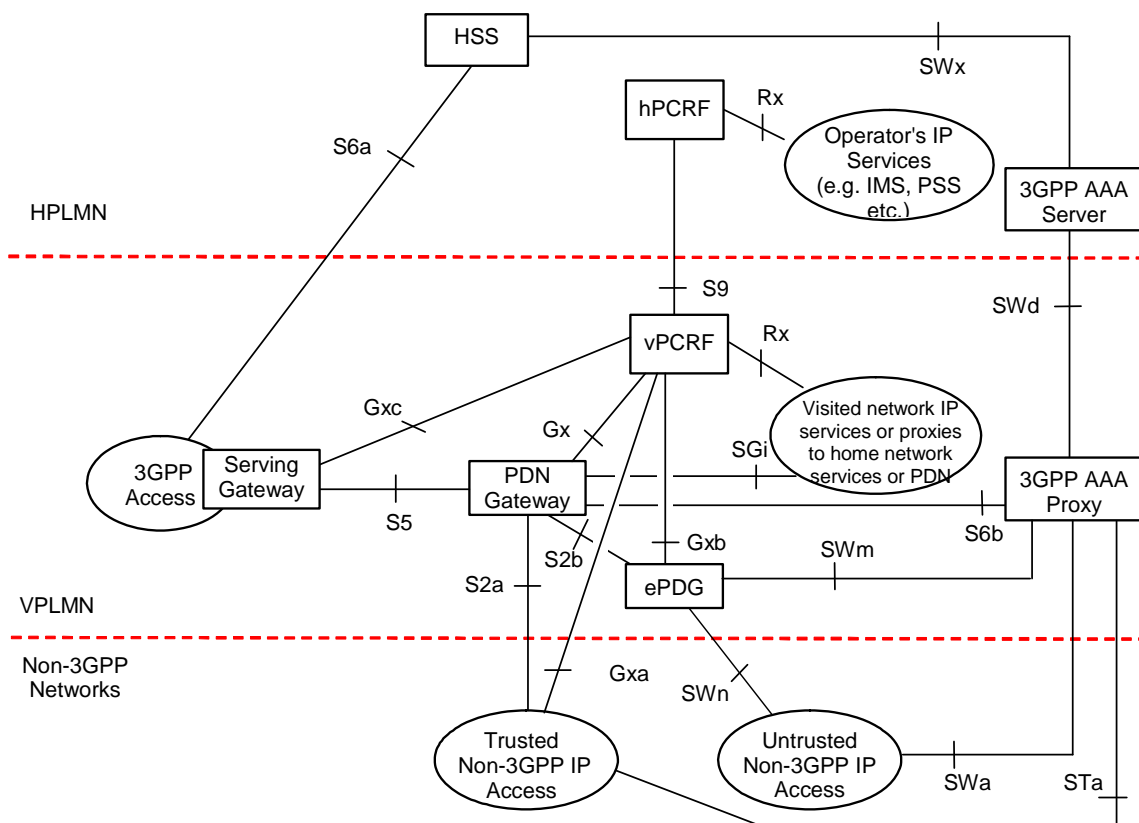 HSS
SWx
hPCRF
Rx
Operator's IP
Services
(e.g. IMS, PSS
etc.)
S6a
3GPP AAA
Server
HPLMN
S9
SWd
vPCRF
Rx
Gxc
Gx
Visited network IP
services or proxies
to home network
services or PDN
SGi
3GPP
Access
Serving
Gateway
PDN
Gateway
3GPP AAA
Proxy
S5
S6b
S2b
Gxb
SWm
S2a
ePDG
VPLMN
Non-3GPP
Networks
Gxa
SWn
Trusted
Non-3GPP IP
Access
Untrusted
Non-3GPP IP
Access
SWa
STa